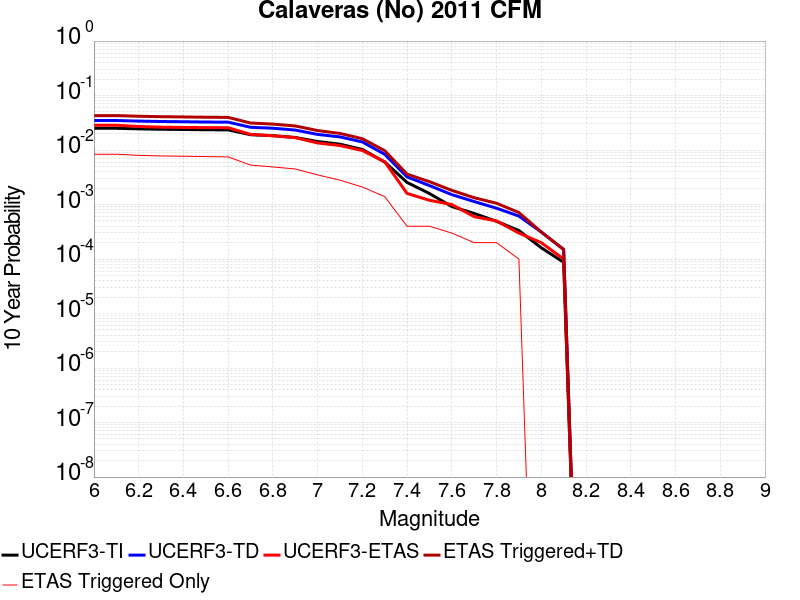 Calaveras (No) 2011 CFM
10 Year Probability
10^0
10^-1
10^-2
10^-3
10^-4
10^-5
10^-6
10^-7
10^-8
6 6.2 6.4 6.6 6.8 7 7.2 7.4 7.6 7.8 8 8.2 8.4 8.6 8.8 9
Magnitude
UCERF3-TI UCERF3-TD UCERF3-ETAS ETAS Triggered+TD
ETAS Triggered Only